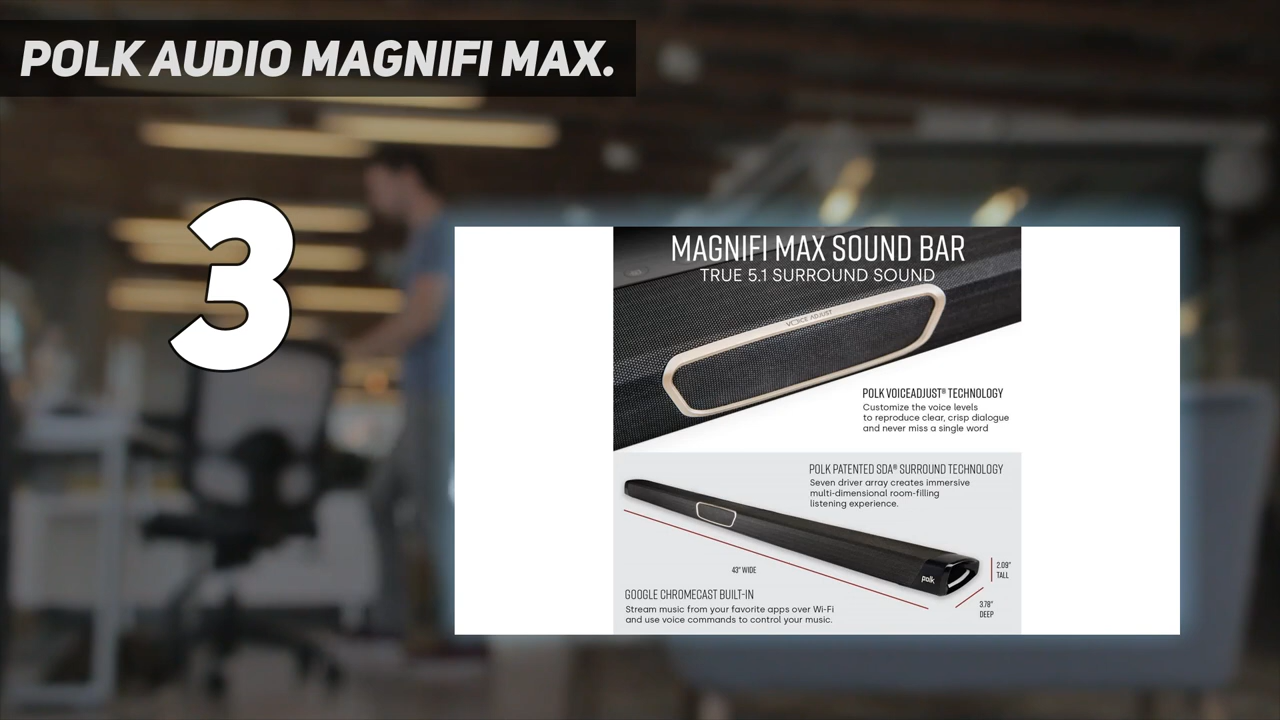 POLK AUDIO MAGNIFI MAX.
3
MAGNIFI MAX SOUND BAR
TRUE 5.1 SURROUND SOUND
VOICE ADJUST
POLK VOICEADJUST® TECHNOLOGY
Customize the voice levels
to reproduce clear, crisp dialogue
and never miss a single word
POLK PATENTED SDA® SURROUND TECHNOLOGY
Seven driver array creates immersive
multi-dimensional room-filling
listening experience.
43" WIDE
polk
2.09"
TALL
3.78"
DEEP
GOOGLE CHROMECAST BUILT-IN
Stream music from your favorite apps over Wi-Fi
and use voice commands to control your music.